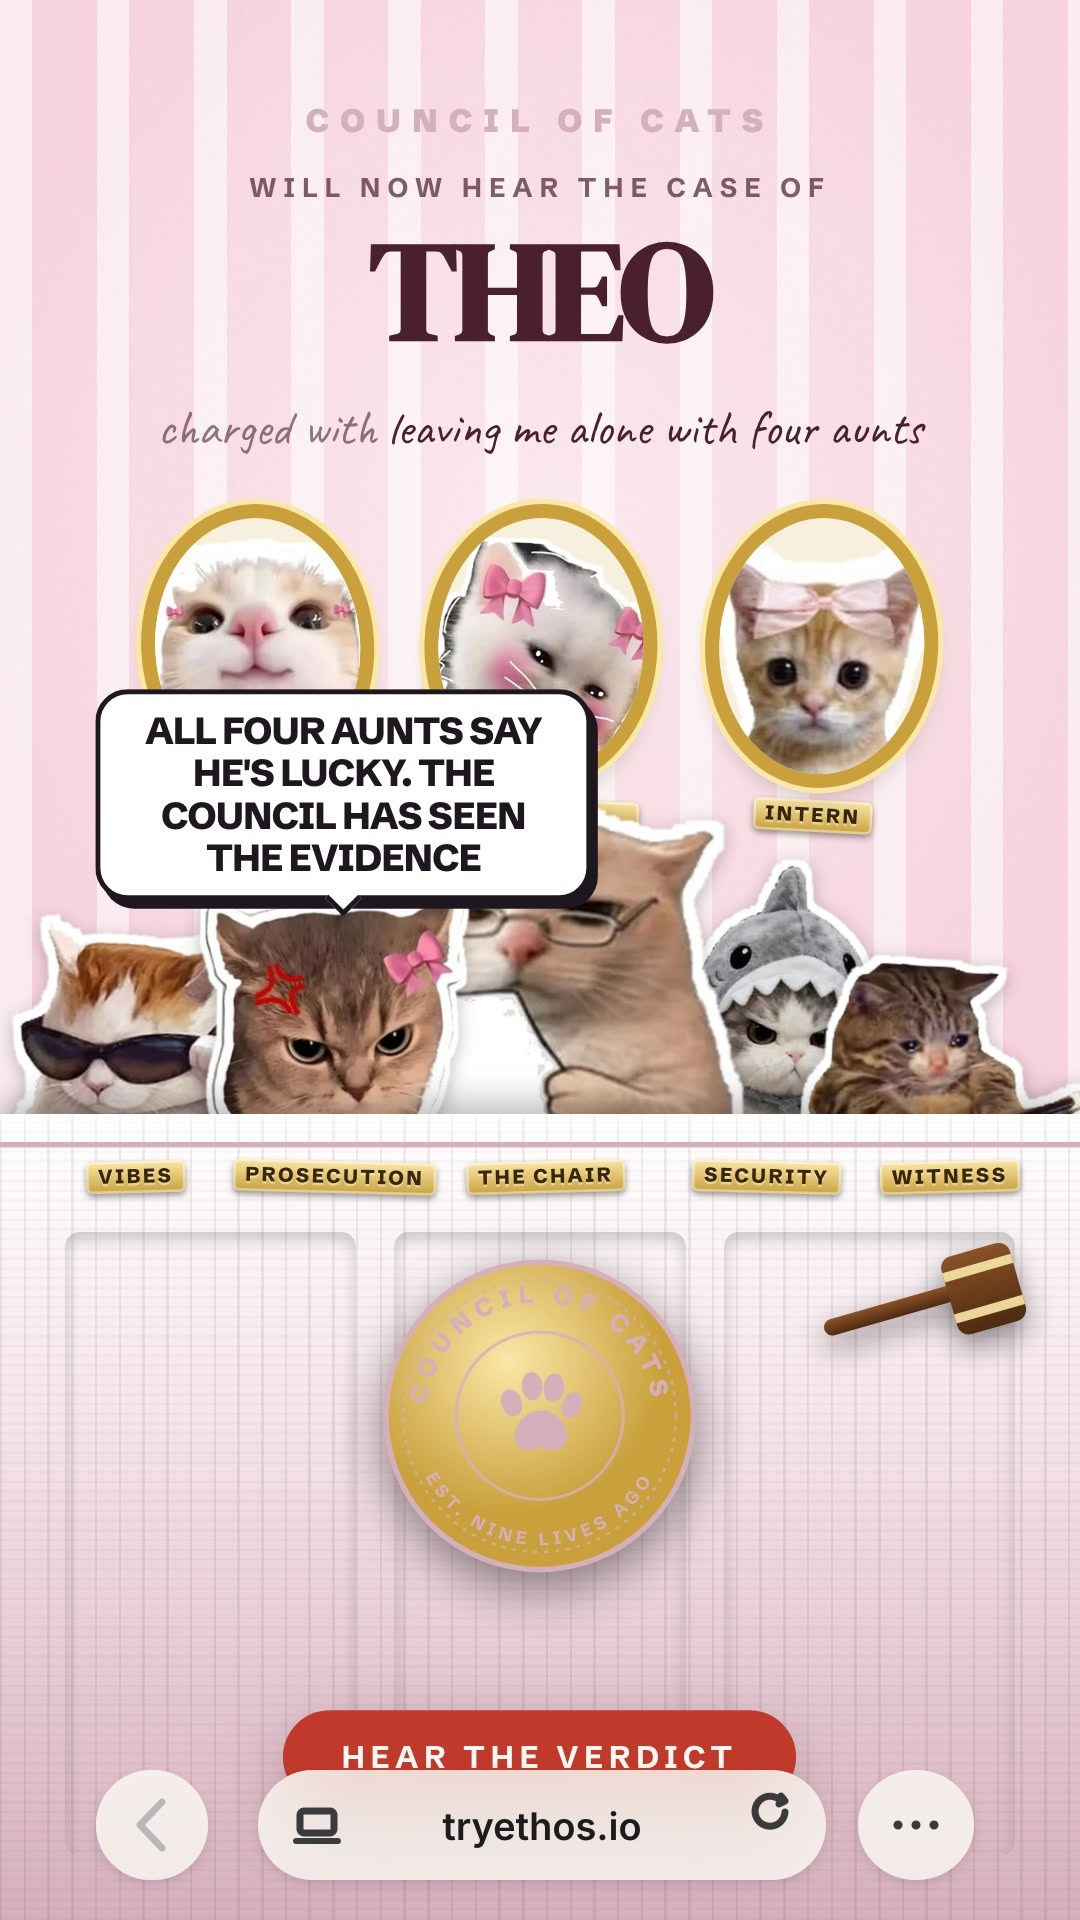 COUNCIL OF CATS
WILL NOW HEAR THE CASE OF
THEO
charged with leaving me alone with four aunts
ALL FOUR AUNTS SAY
HE'S LUCKY. THE
COUNCIL HAS SEEN
THE EVIDENCE
INTERN
VIBES
PROSECUTION
THE CHAIR
SECURITY
WITNESS
COUNCIL OF CATS
EST. NINE LIVES AGO
HEAR THE VERDICT
tryethos.io